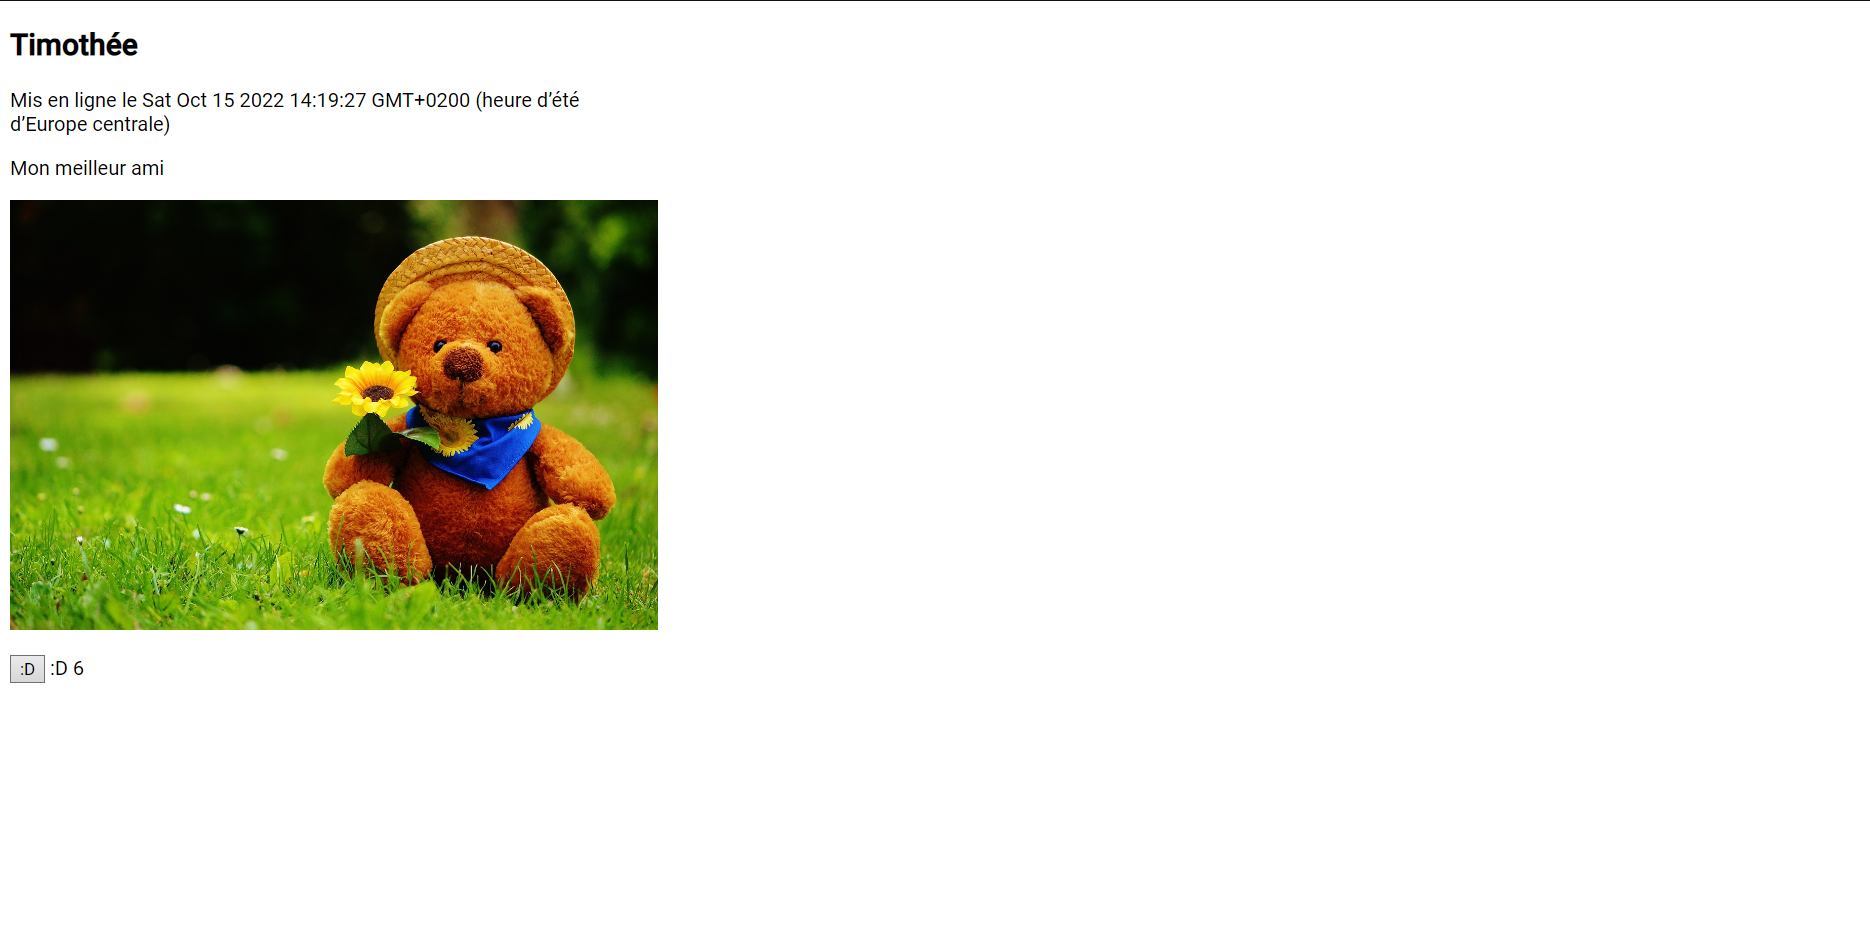 Timothée
Mis en ligne le Sat Oct 15 2022 14:19:27 GMT+0200 (heure d’été
d’Europe centrale)
Mon meilleur ami
:D :D 6